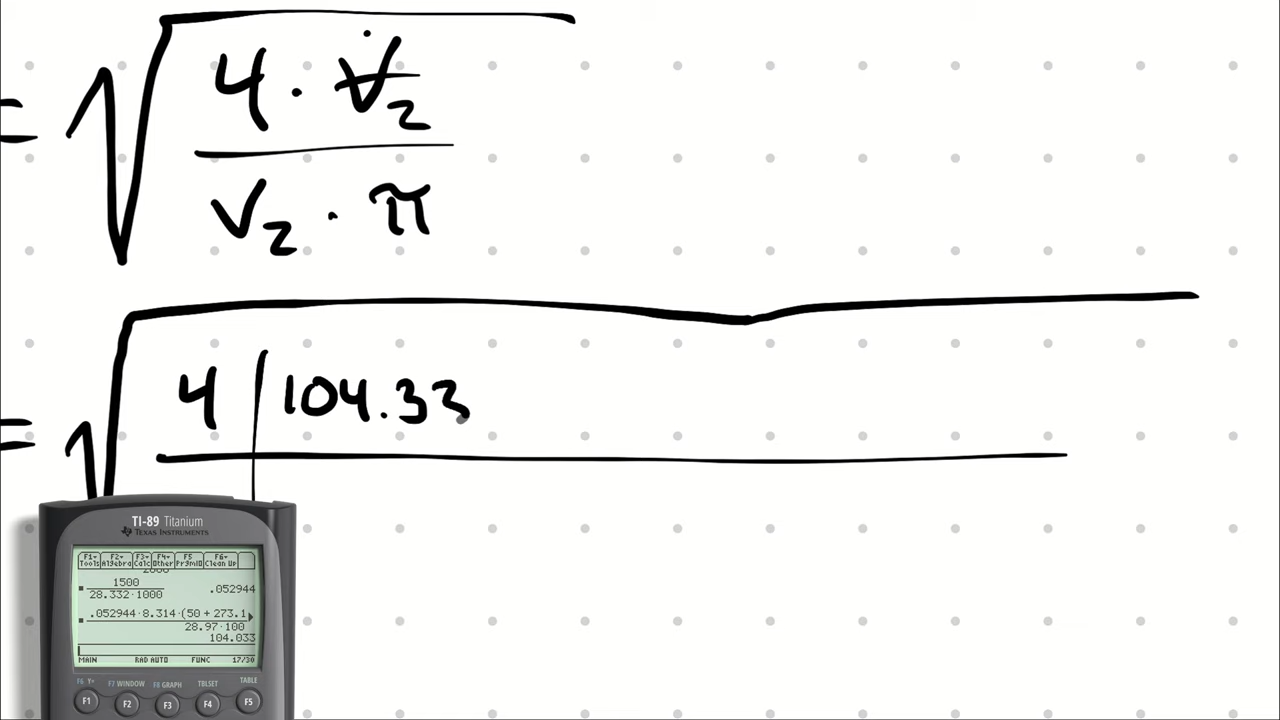 = √
4 · V̇₂
V₂ · π
= √
4 | 104.33
TI-89 Titanium
TEXAS INSTRUMENTS
F1▾ F2▾ F3▾ F4▾ F5 F6▾
Tools Algebra Calc Other PrgmIO Clean Up
2000
1500
28.332·1000
.052944
.052944·8.314·(50 + 273.1
28.97·100
104.033
MAIN RAD AUTO FUNC 17/30
F6 Y= F7 WINDOW F8 GRAPH TBLSET TABLE
F1 F2 F3 F4 F5